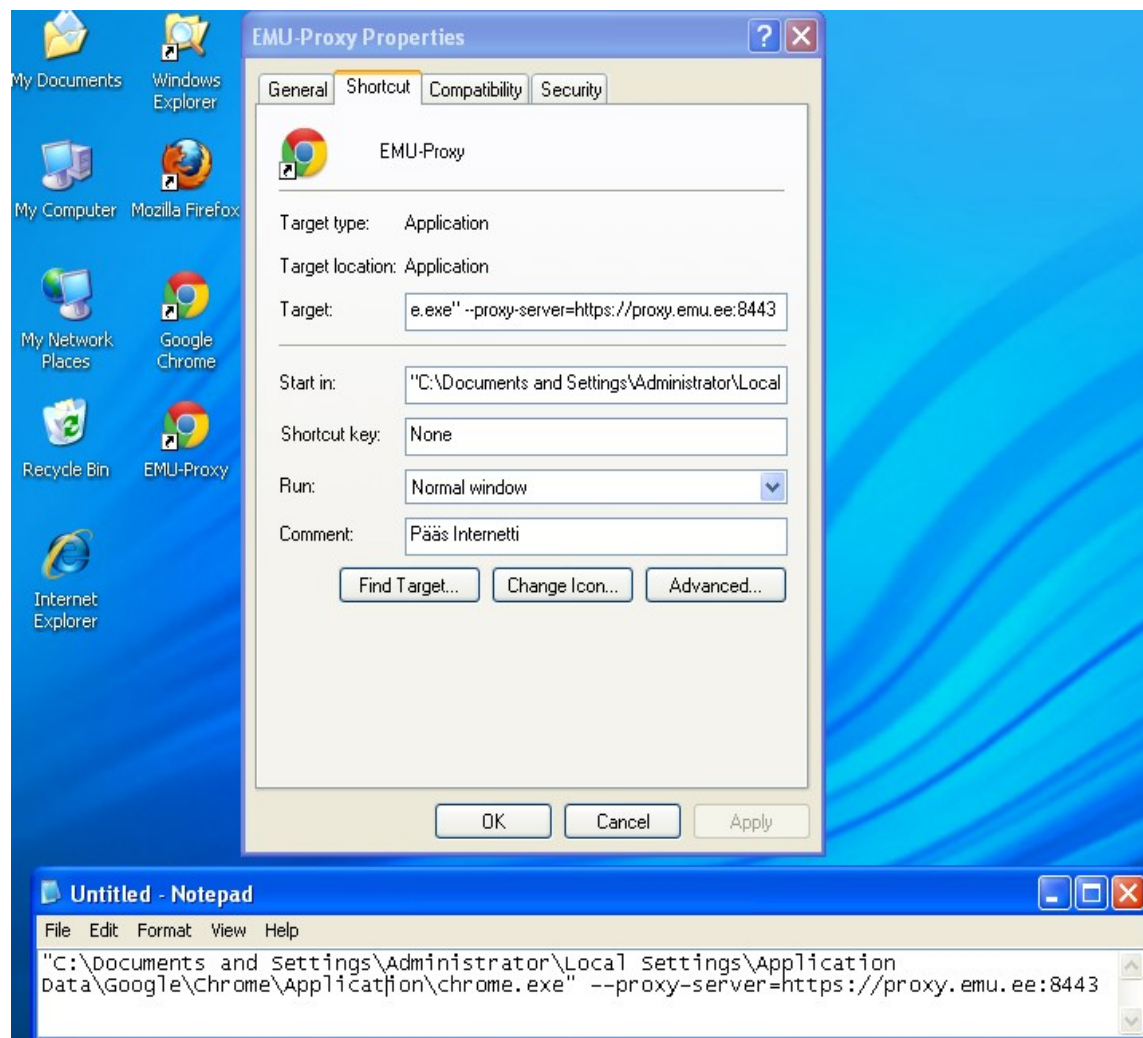 My Documents
Windows
Explorer
My Computer
Mozilla Firefox
My Network
Places
Google
Chrome
Recycle Bin
EMU-Proxy
Internet
Explorer
EMU-Proxy Properties
General Shortcut Compatibility Security
EMU-Proxy
Target type: Application
Target location: Application
Target: e.exe" --proxy-server=https://proxy.emu.ee:8443
Start in: "C:\Documents and Settings\Administrator\Local
Shortcut key: None
Run: Normal window
Comment: Pääs Internetti
Find Target... Change Icon... Advanced...
OK Cancel Apply
Untitled - Notepad
File Edit Format View Help
"C:\Documents and Settings\Administrator\Local Settings\Application
Data\Google\Chrome\Application\chrome.exe" --proxy-server=https://proxy.emu.ee:8443